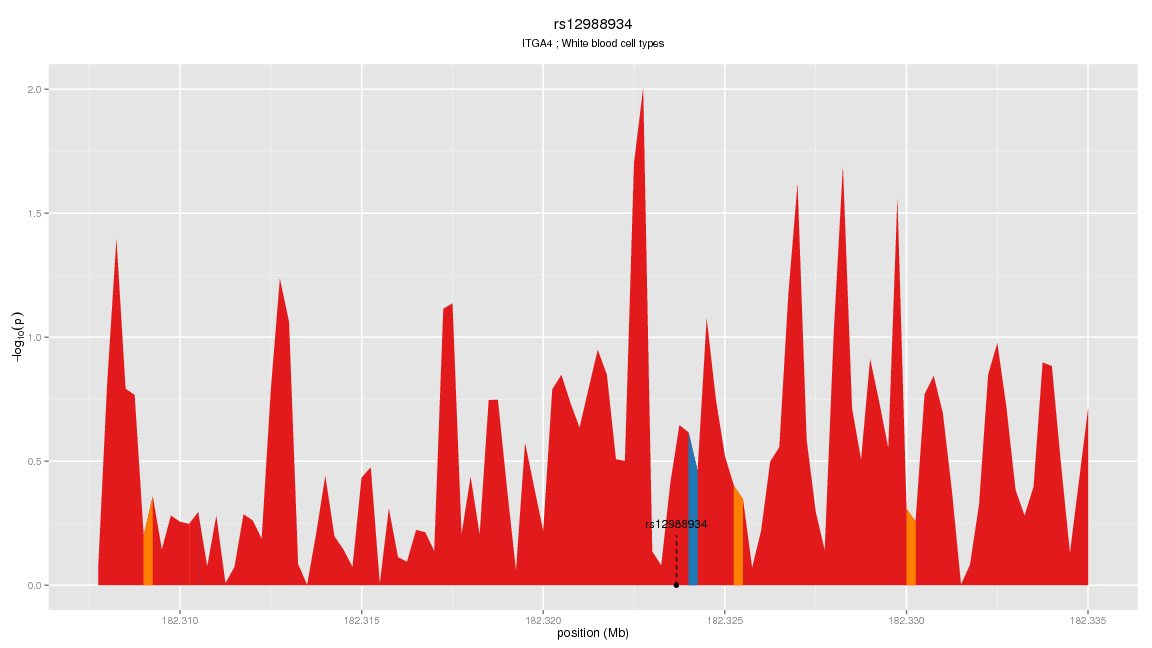 rs12988934
ITGA4 ; White blood cell types
2.0
1.5
1.0
0.5
0.0
-log10(p)
rs12988934
182.310 182.315 182.320 182.325 182.330 182.335
position (Mb)